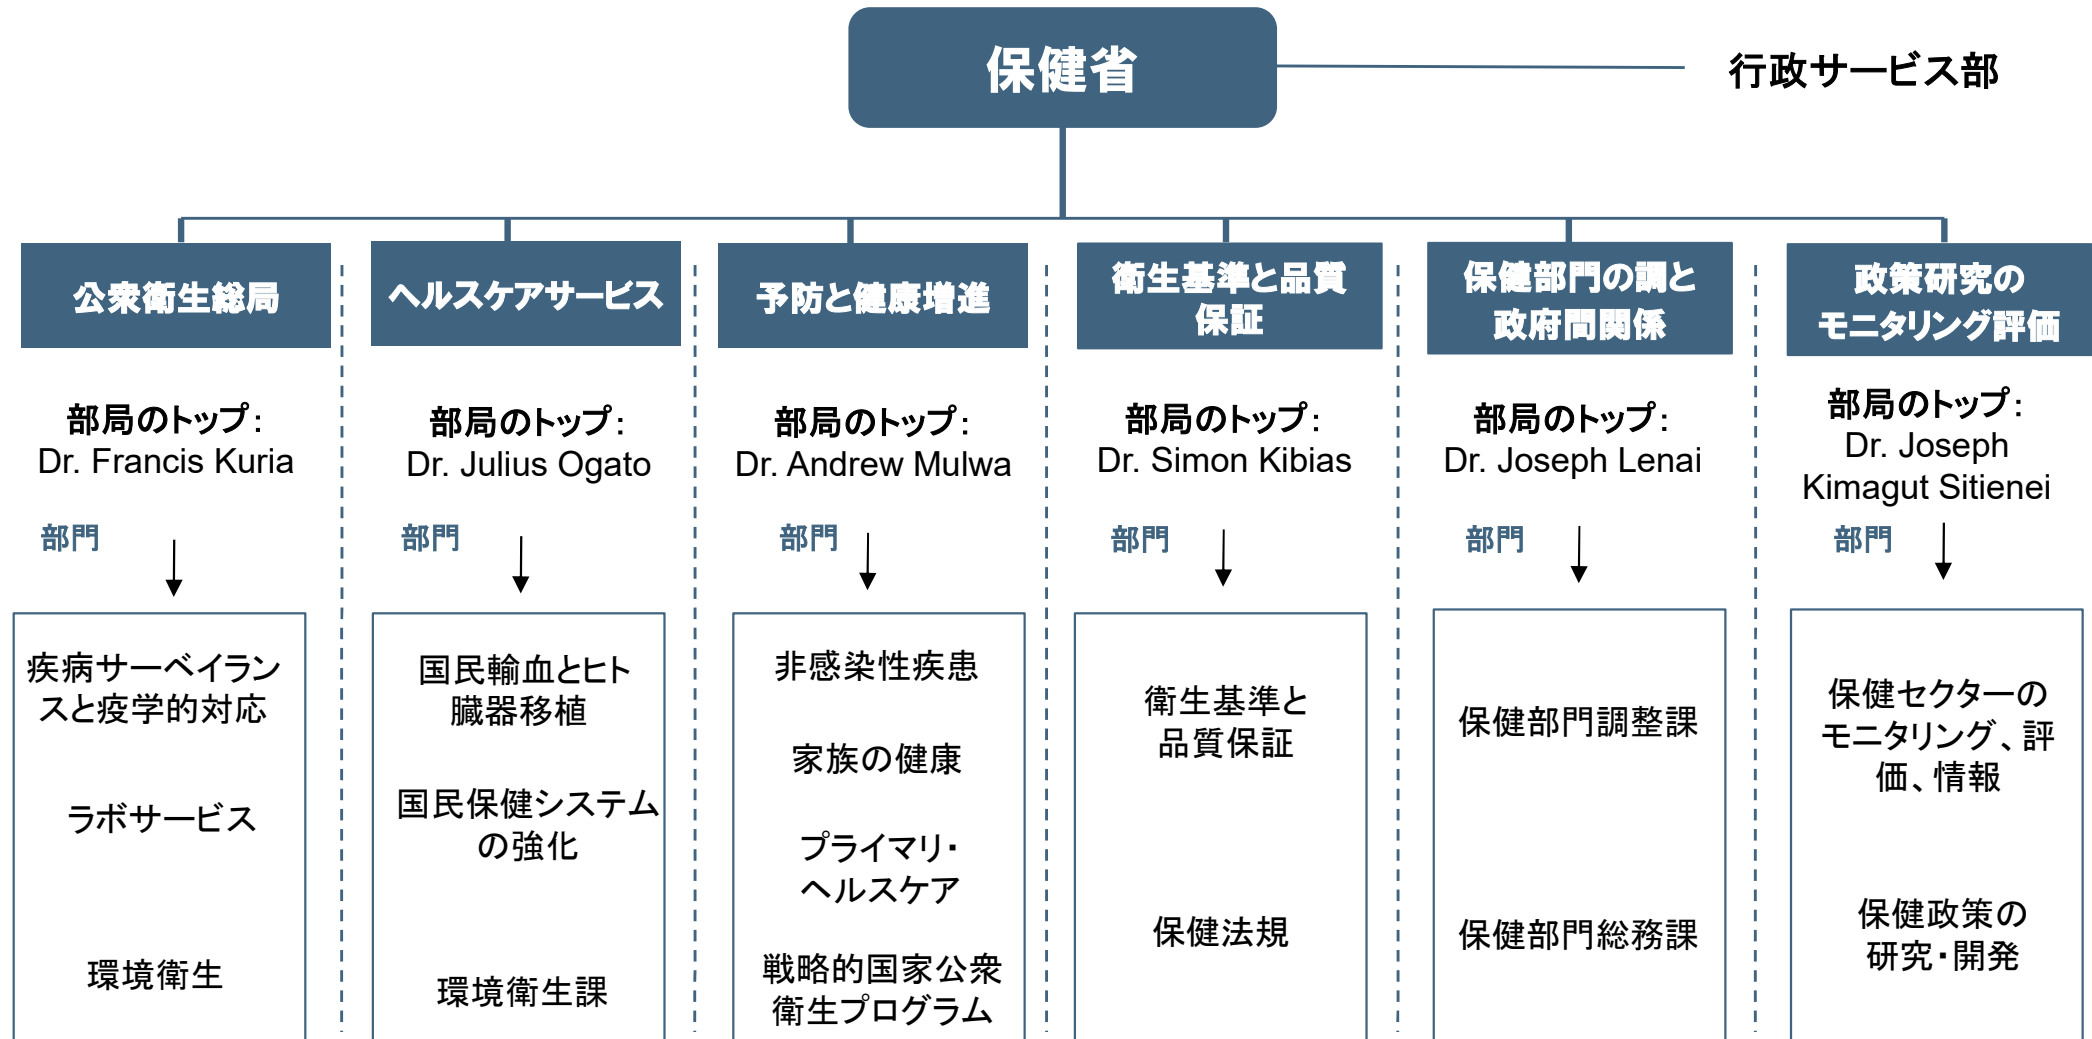 保健省
行政サービス部
公衆衛生総局
部局のトップ：
Dr. Francis Kuria
部門
疾病サーベイラン
スと疫学的対応
ラボサービス
環境衛生
ヘルスケアサービス
部局のトップ：
Dr. Julius Ogato
部門
国民輸血とヒト
臓器移植
国民保健システム
の強化
環境衛生課
予防と健康増進
部局のトップ：
Dr. Andrew Mulwa
部門
非感染性疾患
家族の健康
プライマリ・
ヘルスケア
戦略的国家公衆
衛生プログラム
衛生基準と品質
保証
部局のトップ：
Dr. Simon Kibias
部門
衛生基準と
品質保証
保健法規
保健部門の調と
政府間関係
部局のトップ：
Dr. Joseph Lenai
部門
保健部門調整課
保健部門総務課
政策研究の
モニタリング評価
部局のトップ：
Dr. Joseph
Kimagut Sitienei
部門
保健セクターの
モニタリング、評
価、情報
保健政策の
研究・開発